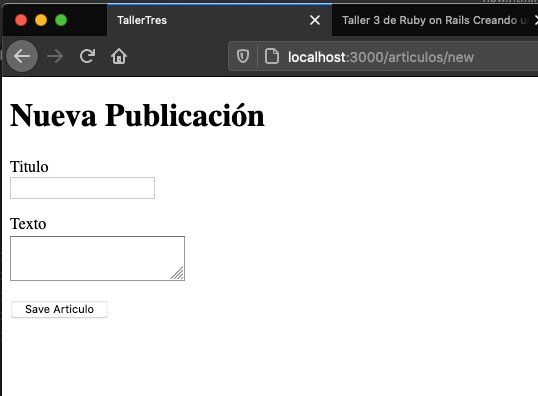 TallerTres
Taller 3 de Ruby on Rails Creando
localhost:3000/articulos/new
Nueva Publicación
Titulo
Texto
Save Articulo